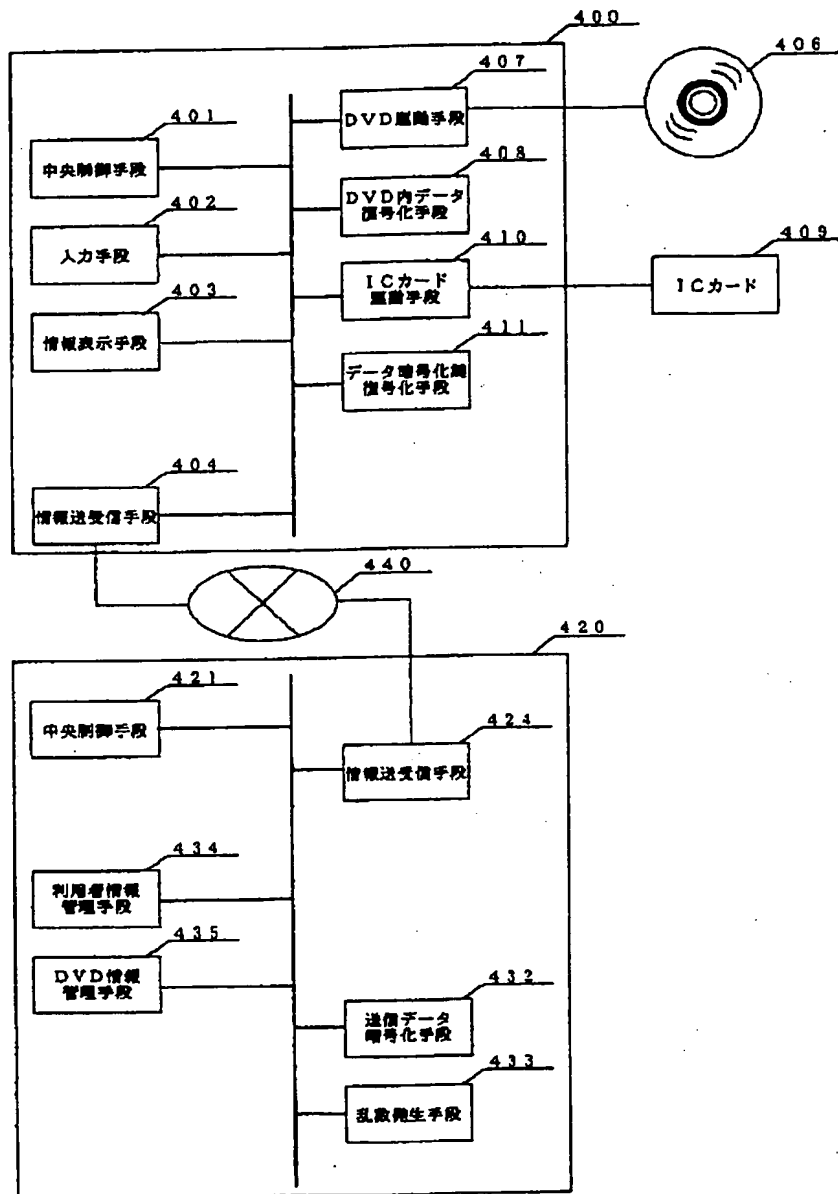 400
407
DVD駆動手段
406
401
中央制御手段
408
DVD内データ
復号化手段
402
入力手段
410
ICカード
駆動手段
409
ICカード
403
情報表示手段
411
データ暗号化鍵
復号化手段
404
情報送受信手段
440
420
421
中央制御手段
424
情報送受信手段
434
利用者情報
管理手段
435
DVD情報
管理手段
432
送信データ
暗号化手段
433
乱数発生手段